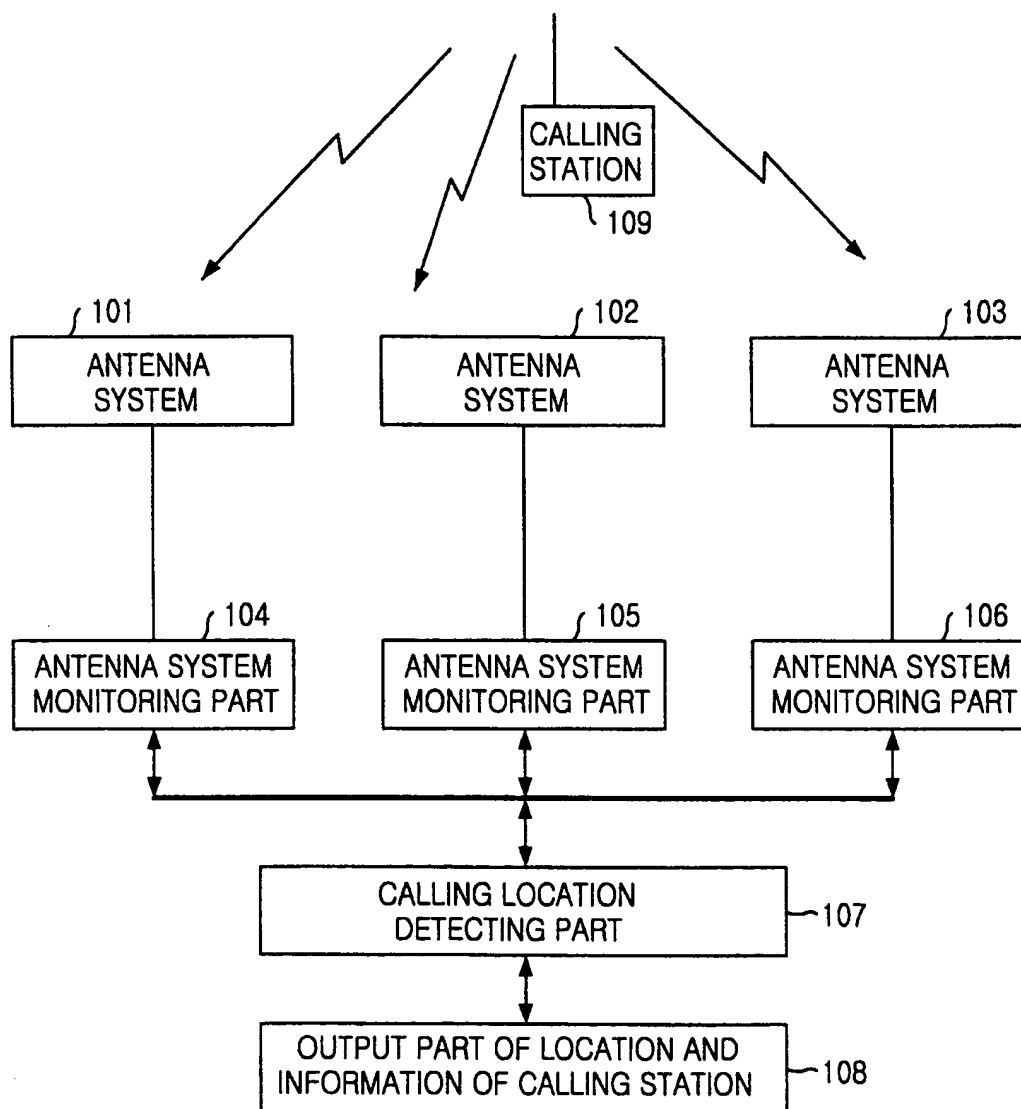 CALLING
STATION
109
101
102
103
ANTENNA
SYSTEM
ANTENNA
SYSTEM
ANTENNA
SYSTEM
104
105
106
ANTENNA SYSTEM
MONITORING PART
ANTENNA SYSTEM
MONITORING PART
ANTENNA SYSTEM
MONITORING PART
CALLING LOCATION
DETECTING PART
107
OUTPUT PART OF LOCATION AND
INFORMATION OF CALLING STATION
108